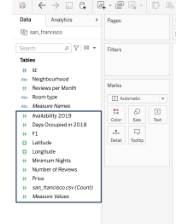 Data Analytics
Pages
san_francisco
Search
Filters
Tables
Id
Neighbourhood
Reviews per Month
Room type
Measure Names
Marks
Automatic
Availability 2019
Days Occupied in 2018
F1
Latitude
Longitude
Minimum Nights
Number of Reviews
Price
san_francisco.csv (Count)
Measure Values
Color Size Text
Detail Tooltip